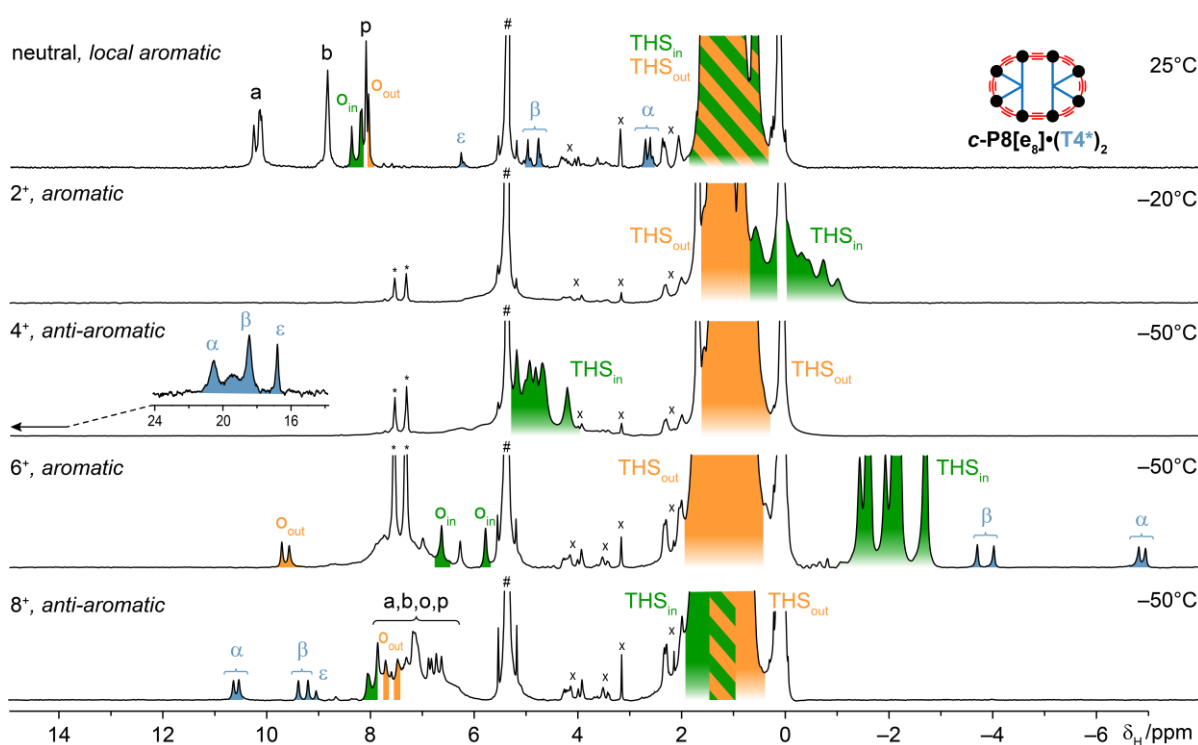 neutral, local aromatic
a
b
o_in
p
o_out
ε
#
β
x
x
α
x
THS_in
THS_out
25°C
c-P8[e₈]•(T4*)₂
2⁺, aromatic
*
*
#
x
x
x
THS_out
THS_in
–20°C
4⁺, anti-aromatic
α
β
ε
24
20
16
*
*
#
THS_in
x
x
x
THS_out
–50°C
6⁺, aromatic
o_out
*
*
o_in
o_in
#
x
x
x
x
THS_out
THS_in
β
α
–50°C
8⁺, anti-aromatic
α
β
ε
a,b,o,p
o_out
#
x
x
x
x
THS_in
THS_out
–50°C
14
12
10
8
6
4
2
0
−2
−4
−6
δ_H/ppm